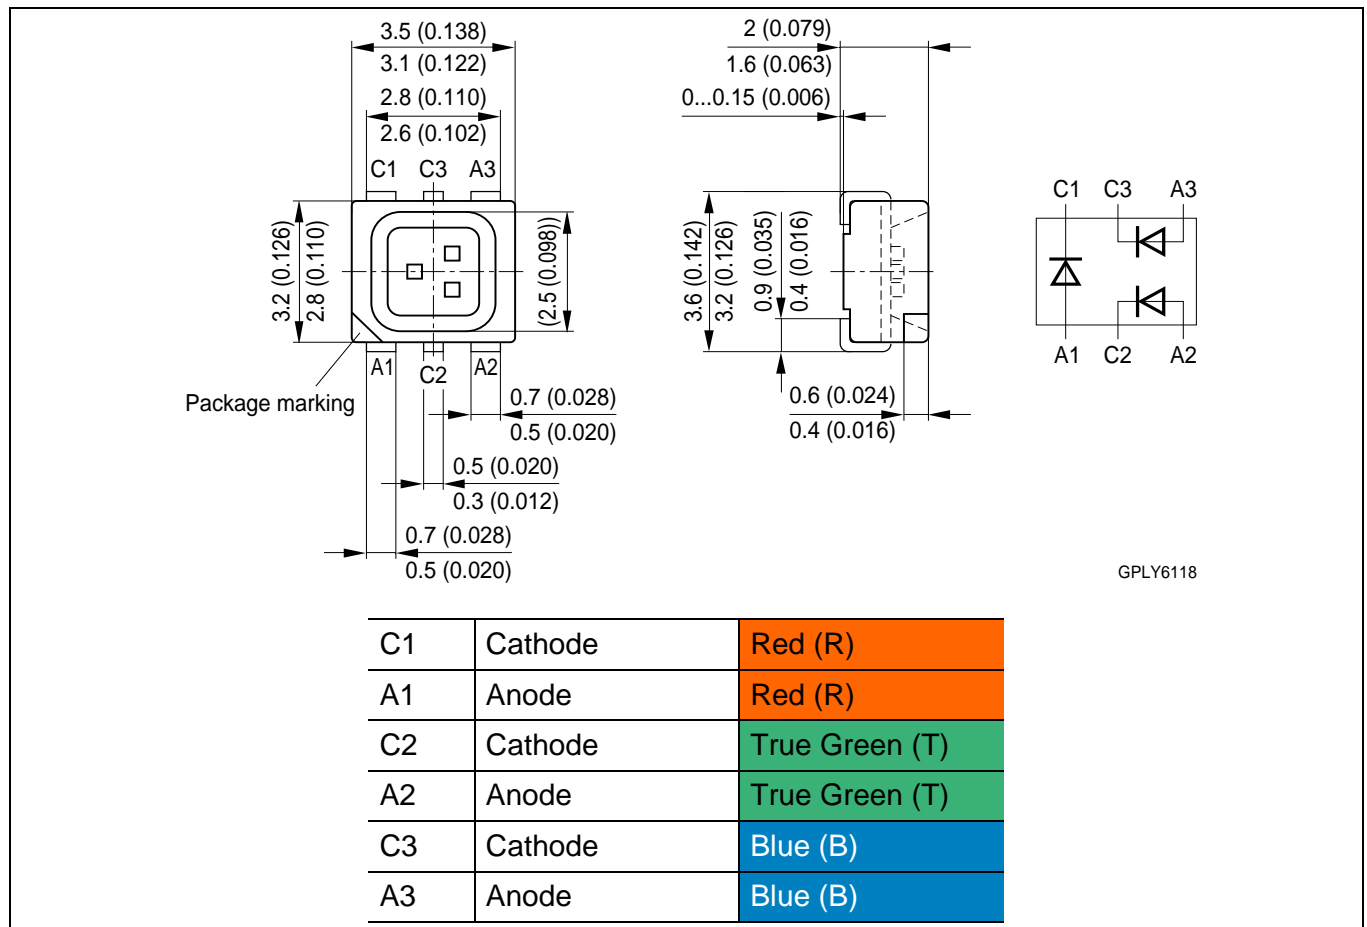 3.5 (0.138)
3.1 (0.122)
2.8 (0.110)
2.6 (0.102)
C1 C3 A3
3.2 (0.126)
2.8 (0.110)
(2.5 (0.098))
A1 C2 A2
Package marking
0.7 (0.028)
0.5 (0.020)
0.5 (0.020)
0.3 (0.012)
0.7 (0.028)
0.5 (0.020)
2 (0.079)
1.6 (0.063)
0...0.15 (0.006)
3.6 (0.142)
3.2 (0.126)
0.9 (0.035)
0.4 (0.016)
0.6 (0.024)
0.4 (0.016)
C1 C3 A3
A1 C2 A2
GPLY6118
C1 Cathode Red (R)
A1 Anode Red (R)
C2 Cathode True Green (T)
A2 Anode True Green (T)
C3 Cathode Blue (B)
A3 Anode Blue (B)